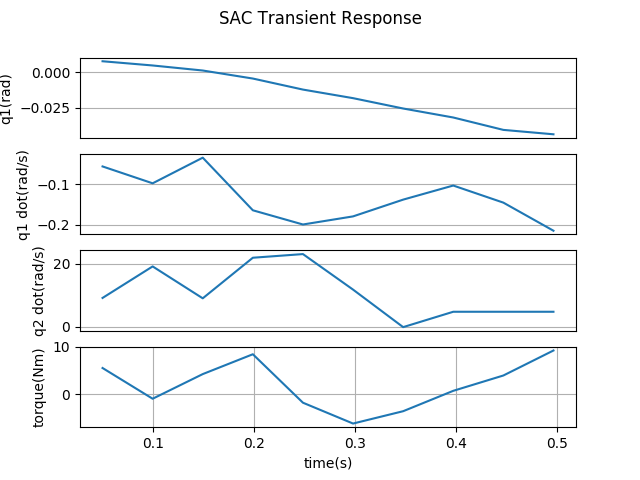 SAC Transient Response
q1(rad)
0.000
−0.025
q1 dot(rad/s)
−0.1
−0.2
q2 dot(rad/s)
20
0
torque(Nm)
10
0
0.1 0.2 0.3 0.4 0.5
time(s)